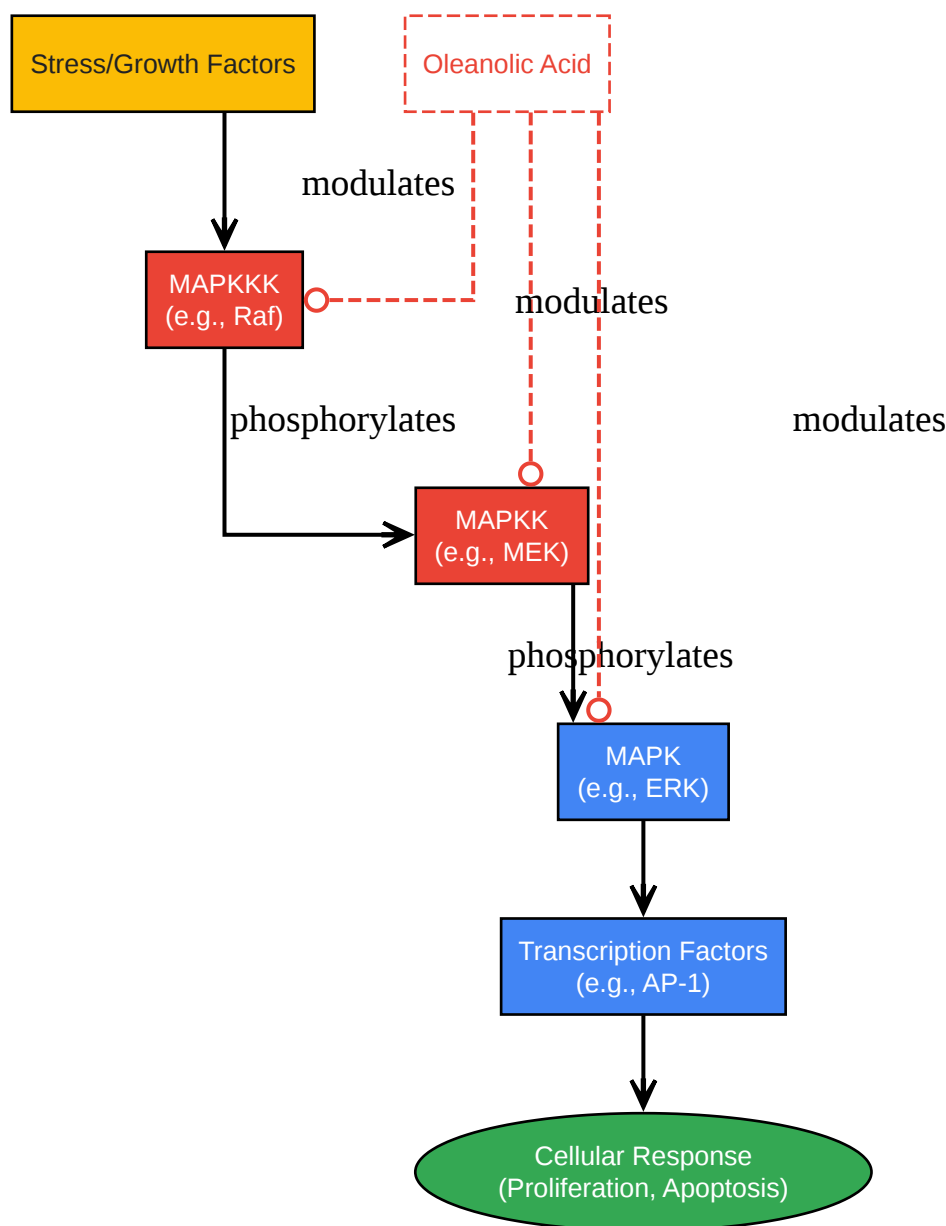 Stress/Growth Factors
Oleanolic Acid
modulates
MAPKKK
(e.g., Raf)
modulates
phosphorylates
modulates
MAPKK
(e.g., MEK)
phosphorylates
MAPK
(e.g., ERK)
Transcription Factors
(e.g., AP-1)
Cellular Response
(Proliferation, Apoptosis)